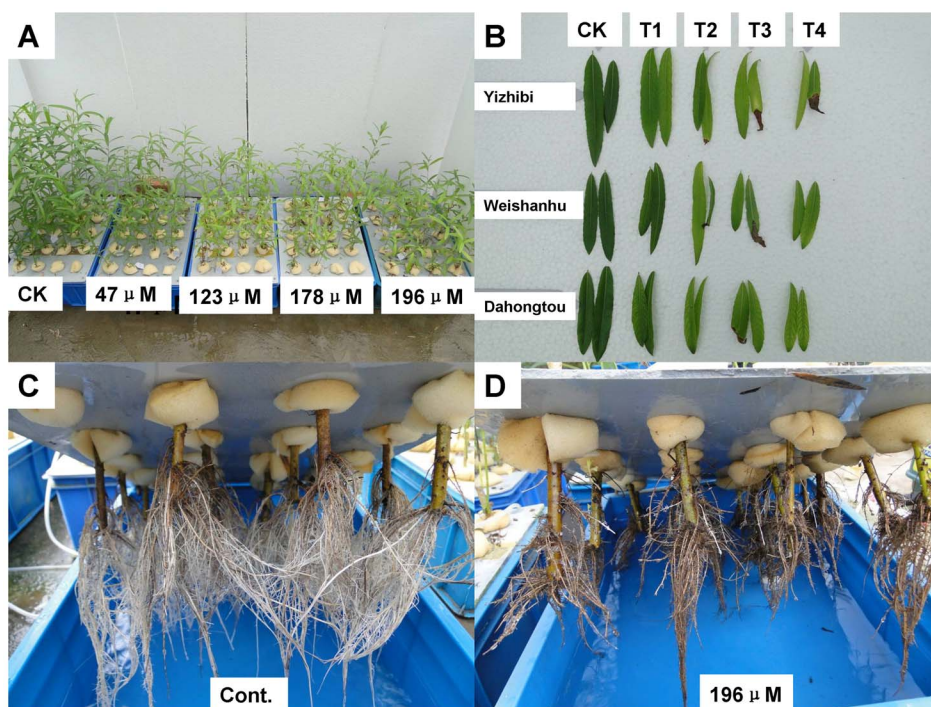 A
CK
47 μM
123 μM
178 μM
196 μM
B
CK T1 T2 T3 T4
Yizhibi
Weishanhu
Dahongtou
C
Cont.
D
196 μM